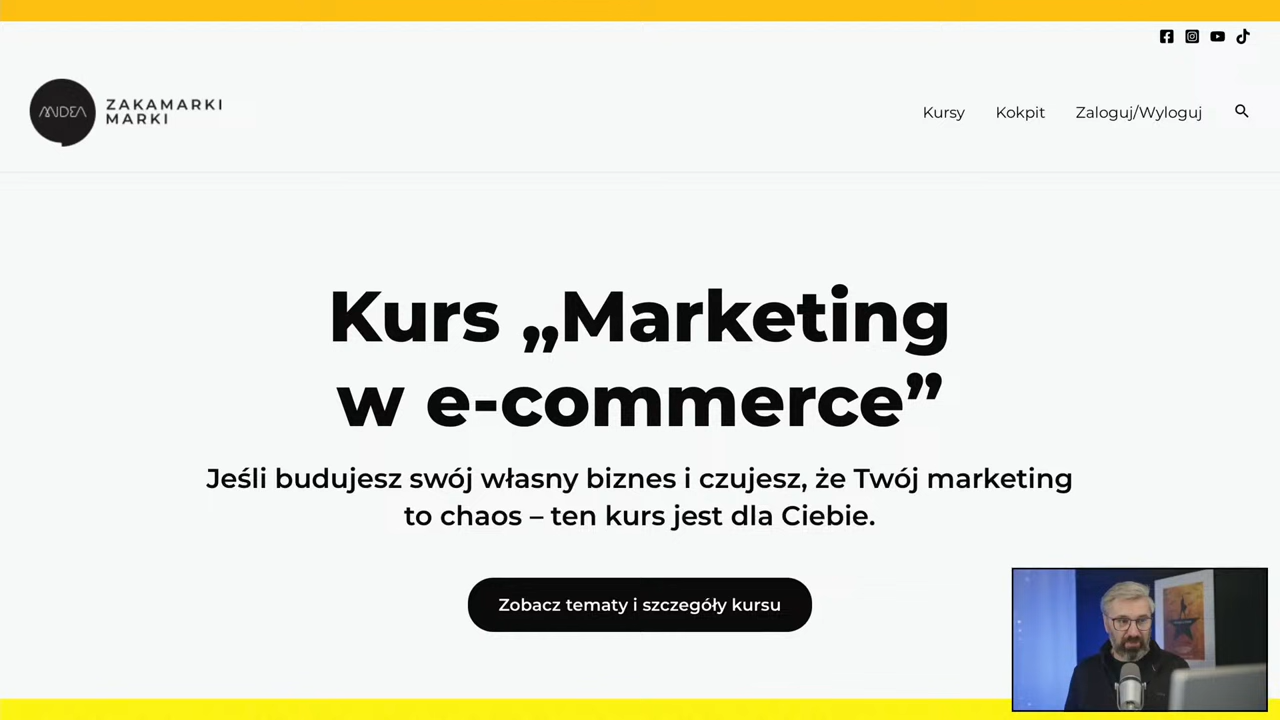 MIDEA
ZAKAMARKI
MARKI
Kursy
Kokpit
Zaloguj/Wyloguj
Kurs „Marketing
w e-commerce”
Jeśli budujesz swój własny biznes i czujesz, że Twój marketing
to chaos – ten kurs jest dla Ciebie.
Zobacz tematy i szczegóły kursu